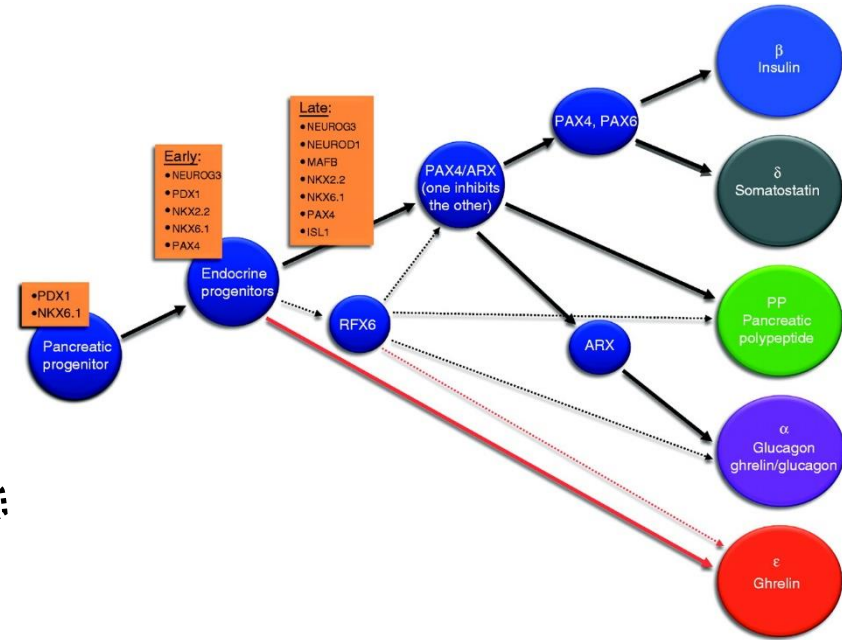 •PDX1
•NKX6.1
Pancreatic
progenitor
Early:
•NEUROG3
•PDX1
•NKX2.2
•NKX6.1
•PAX4
Endocrine
progenitors
Late:
•NEUROG3
•NEUROD1
•MAFB
•NKX2.2
•NKX6.1
•PAX4
•ISL1
RFX6
PAX4/ARX
(one inhibits
the other)
PAX4, PAX6
ARX
β
Insulin
δ
Somatostatin
PP
Pancreatic
polypeptide
α
Glucagon
ghrelin/glucagon
ε
Ghrelin